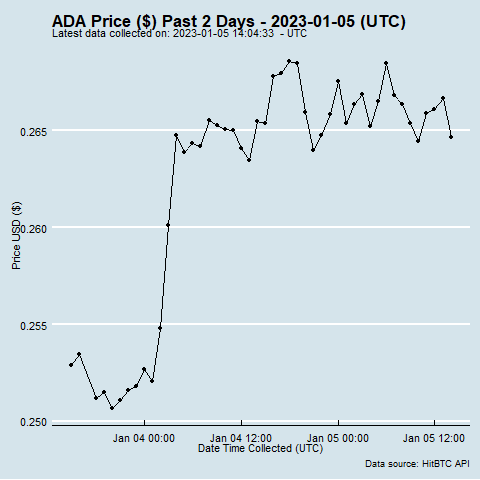 ADA Price ($) Past 2 Days - 2023-01-05 (UTC)
Latest data collected on: 2023-01-05 14:04:33  - UTC
0.265
0.260
0.255
0.250
Price USD ($)
Jan 04 00:00
Jan 04 12:00
Jan 05 00:00
Jan 05 12:00
Date Time Collected (UTC)
Data source: HitBTC API